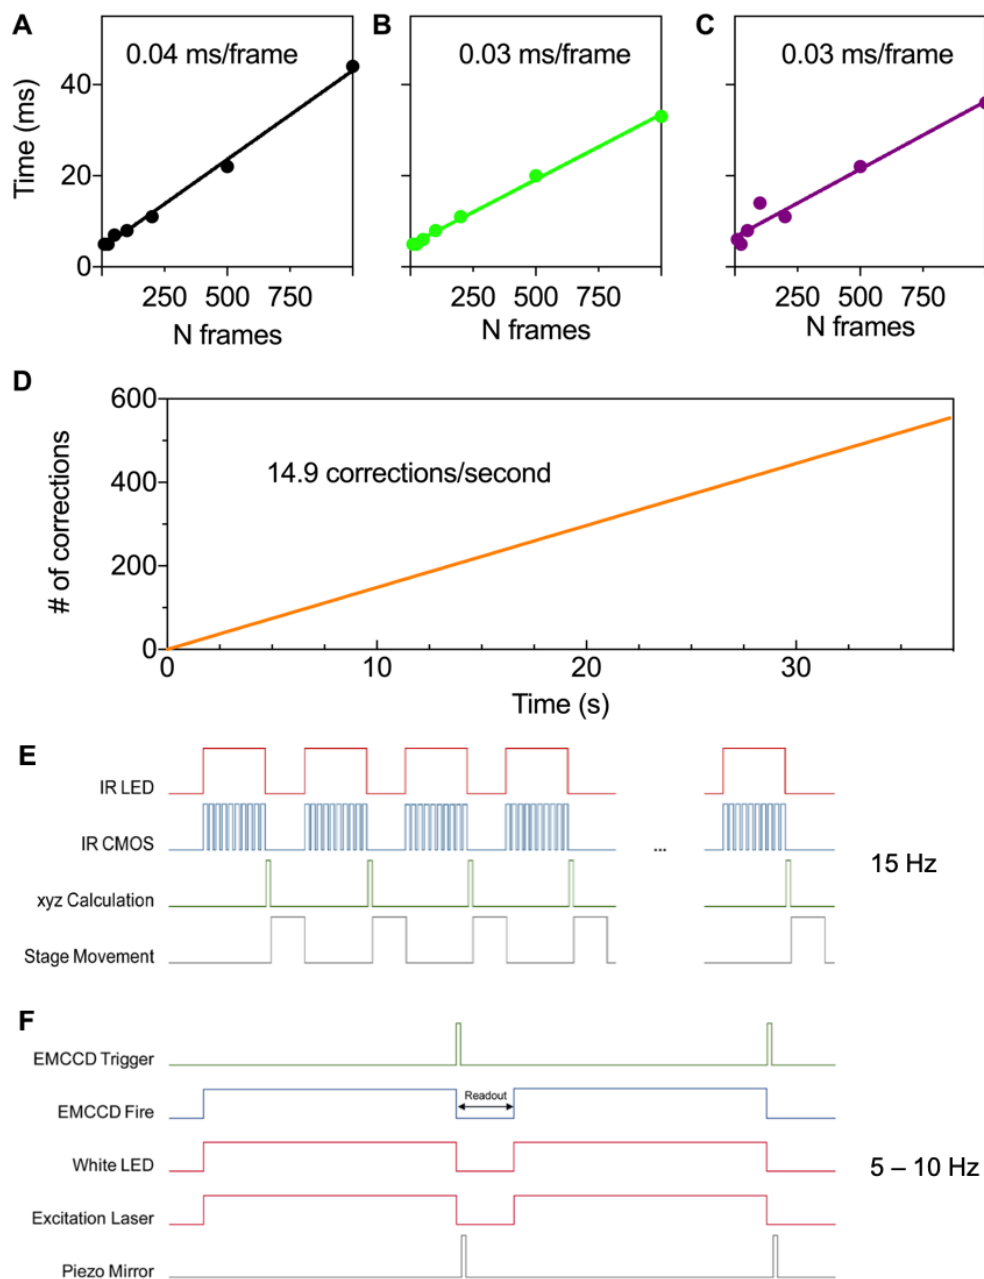 A
B
C
0.04 ms/frame
0.03 ms/frame
0.03 ms/frame
Time (ms)
40
20
0
250 500 750
250 500 750
250 500 750
N frames
N frames
N frames
D
# of corrections
600
400
200
0
14.9 corrections/second
0 10 20 30
Time (s)
E
IR LED
IR CMOS
...
15 Hz
xyz Calculation
Stage Movement
F
EMCCD Trigger
EMCCD Fire
Readout
White LED
5 – 10 Hz
Excitation Laser
Piezo Mirror